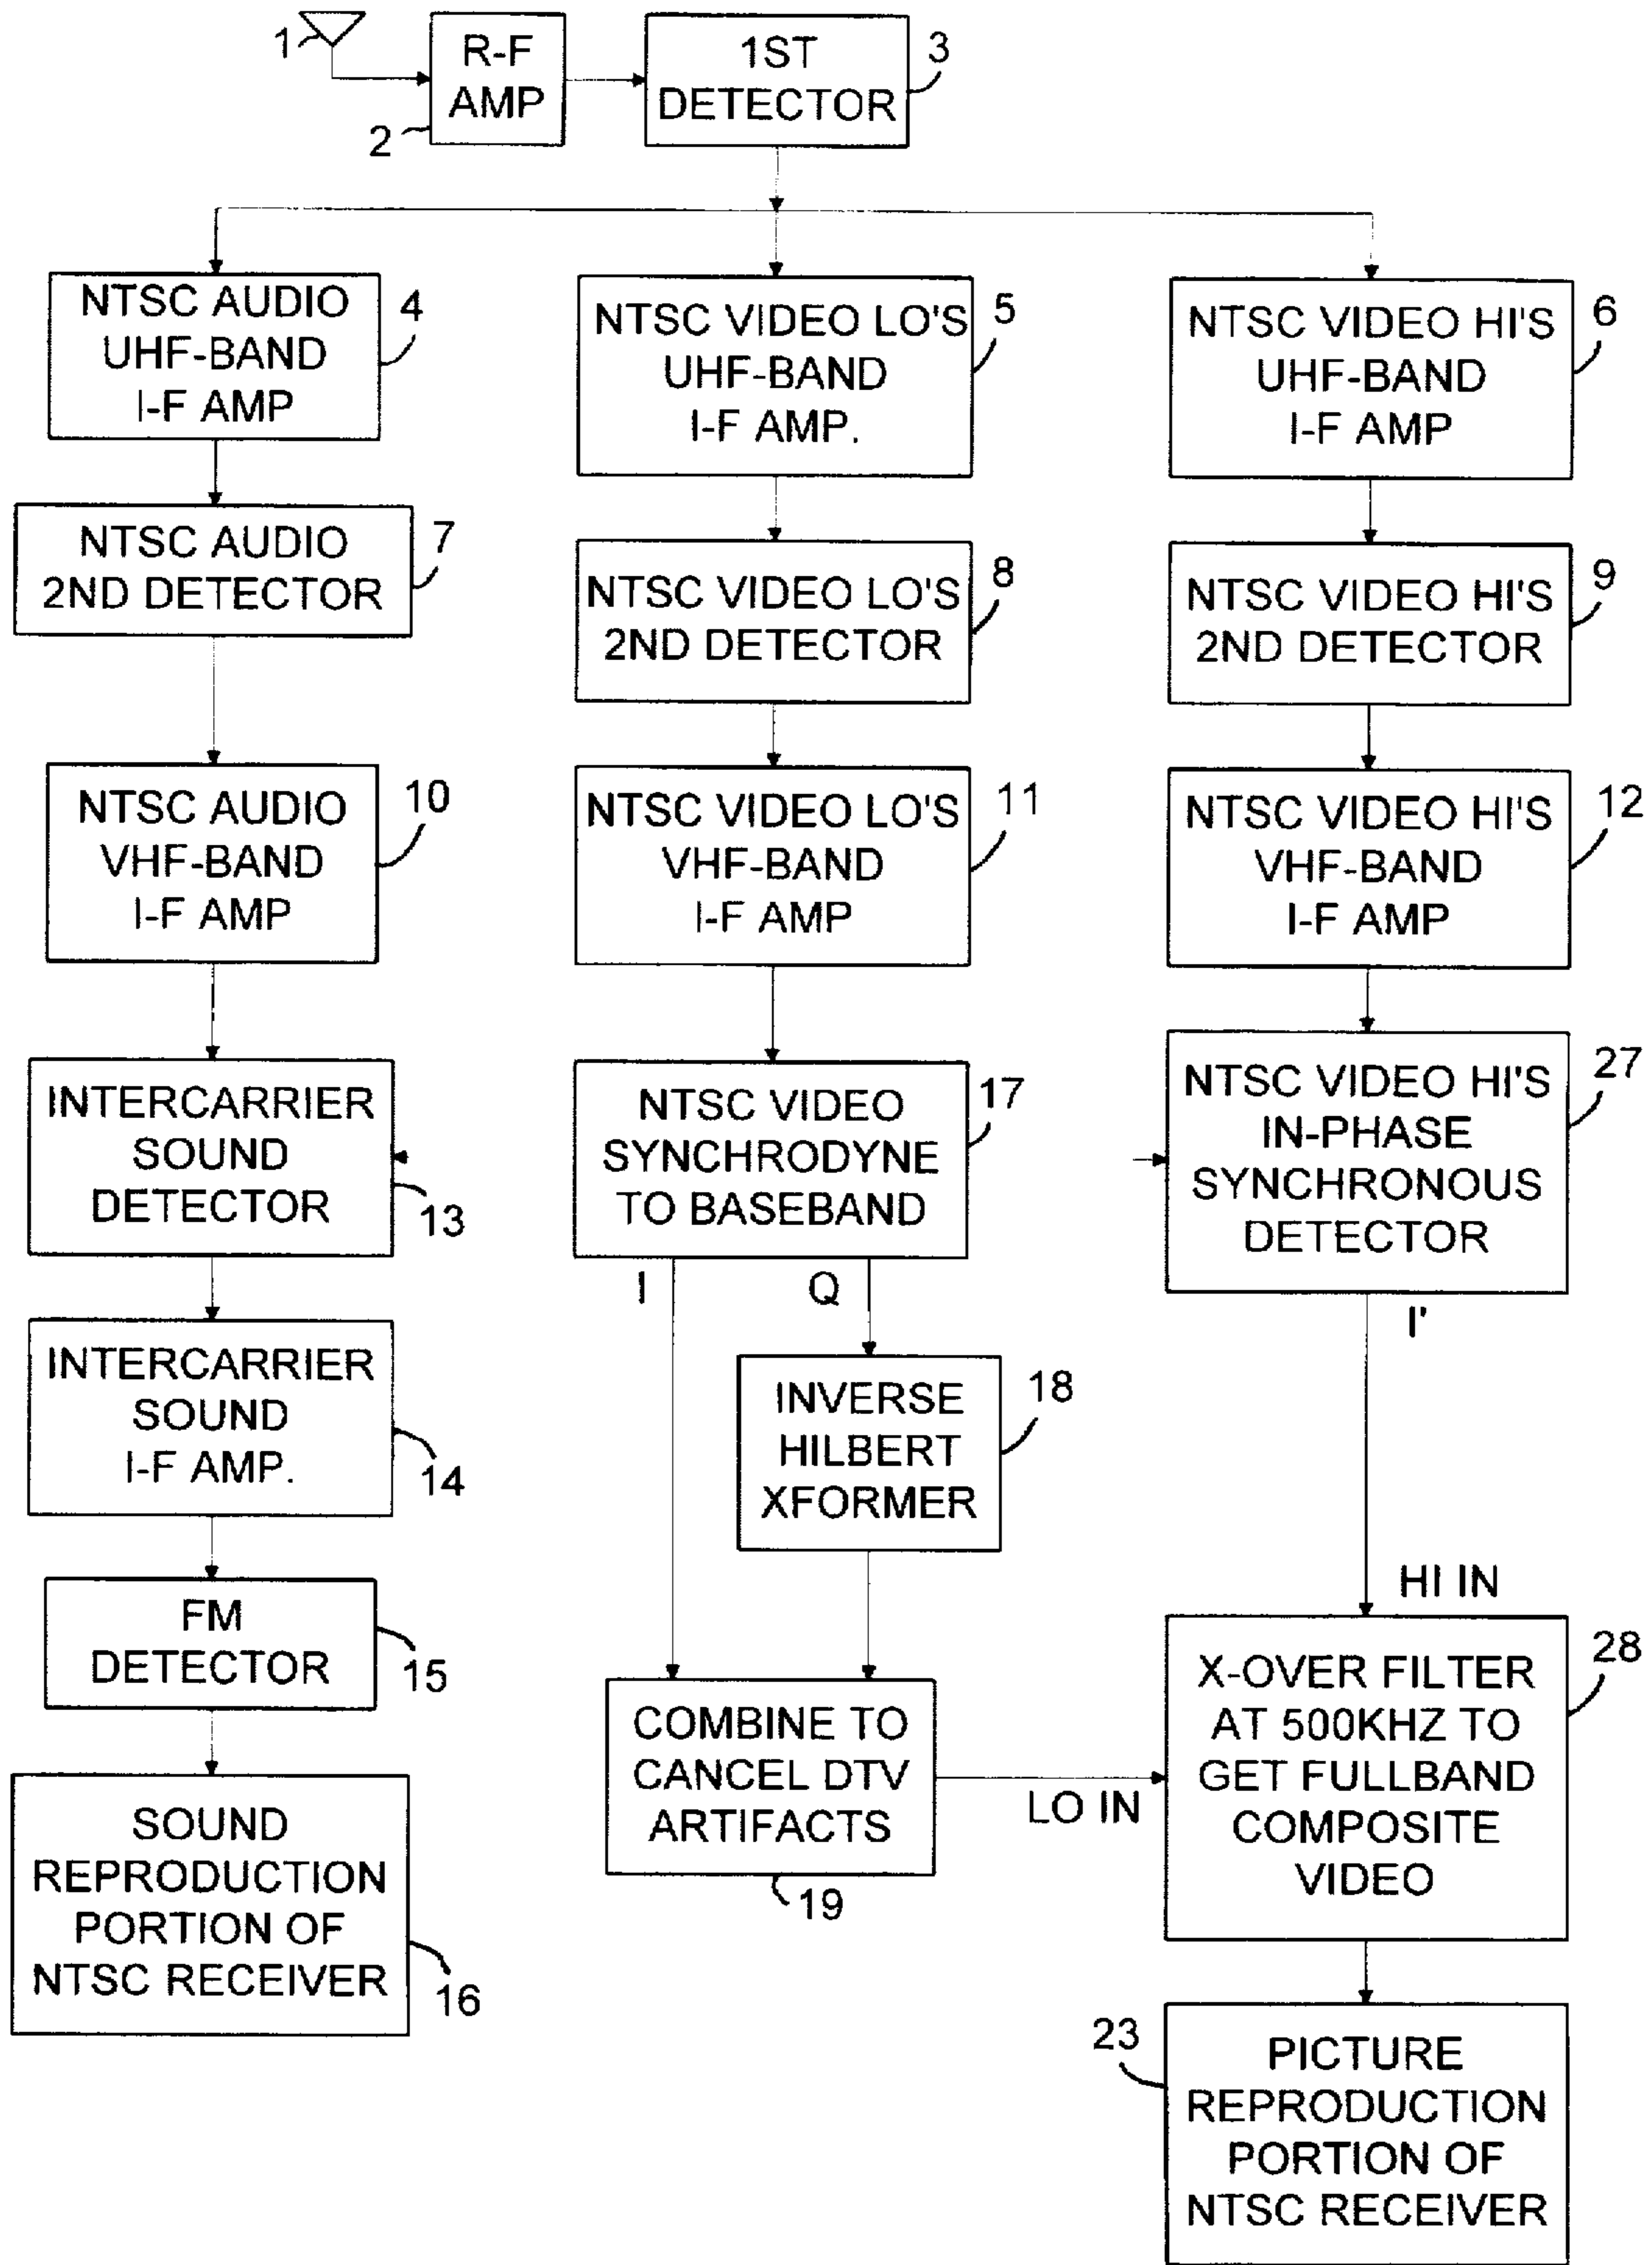 1
R-F
AMP
2
1ST
DETECTOR
3
NTSC AUDIO
UHF-BAND
I-F AMP
4
NTSC VIDEO LO'S
UHF-BAND
I-F AMP.
5
NTSC VIDEO HI'S
UHF-BAND
I-F AMP
6
NTSC AUDIO
2ND DETECTOR
7
NTSC VIDEO LO'S
2ND DETECTOR
8
NTSC VIDEO HI'S
2ND DETECTOR
9
NTSC AUDIO
VHF-BAND
I-F AMP
10
NTSC VIDEO LO'S
VHF-BAND
I-F AMP
11
NTSC VIDEO HI'S
VHF-BAND
I-F AMP
12
INTERCARRIER
SOUND
DETECTOR
13
NTSC VIDEO
SYNCHRODYNE
TO BASEBAND
17
NTSC VIDEO HI'S
IN-PHASE
SYNCHRONOUS
DETECTOR
27
I
Q
I'
INTERCARRIER
SOUND
I-F AMP.
14
INVERSE
HILBERT
XFORMER
18
FM
DETECTOR
15
COMBINE TO
CANCEL DTV
ARTIFACTS
19
LO IN
HI IN
X-OVER FILTER
AT 500KHZ TO
GET FULLBAND
COMPOSITE
VIDEO
28
SOUND
REPRODUCTION
PORTION OF
NTSC RECEIVER
16
23
PICTURE
REPRODUCTION
PORTION OF
NTSC RECEIVER